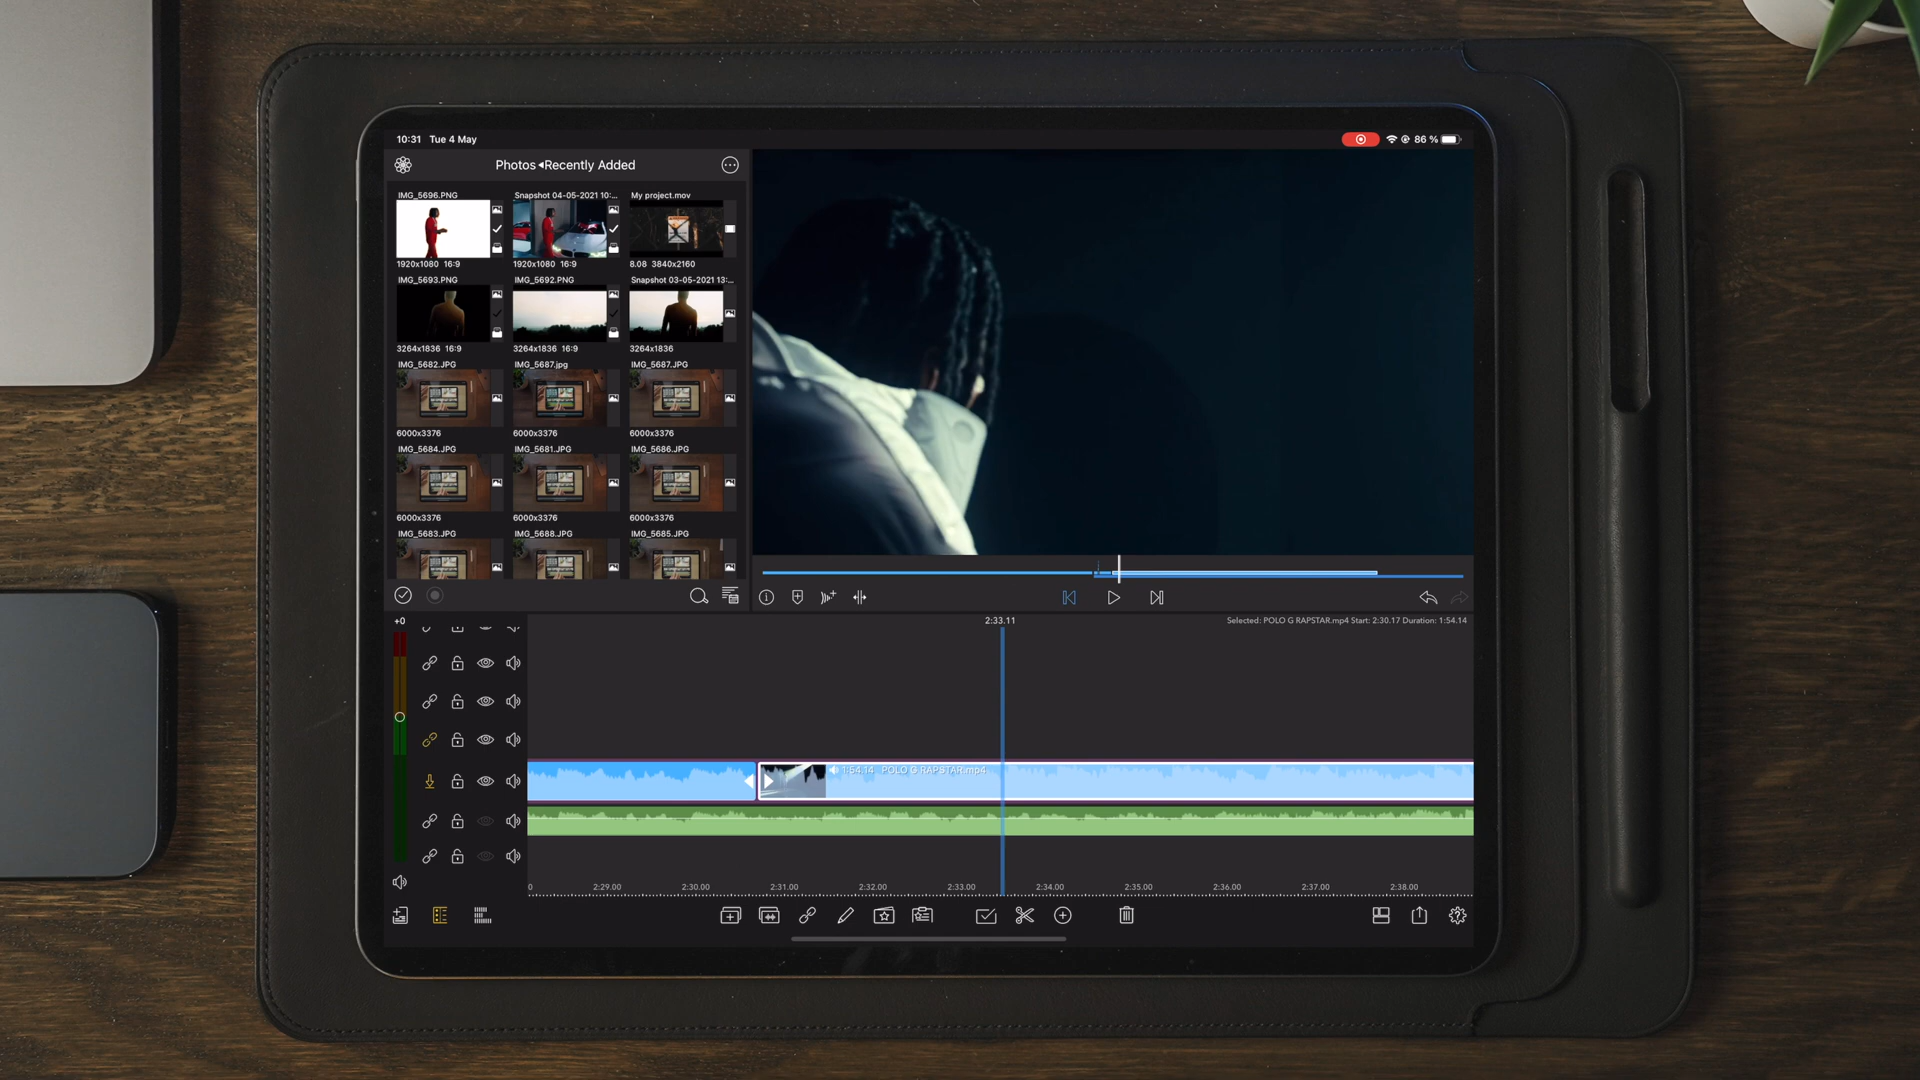 10:31 Tue 4 May
86 %
Photos ◂Recently Added
IMG_5696.PNG
Snapshot 04-05-2021 10:...
My project.mov
1920x1080 16:9
1920x1080 16:9
8.08 3840x2160
IMG_5693.PNG
IMG_5692.PNG
Snapshot 03-05-2021 13:...
3264x1836 16:9
3264x1836 16:9
3264x1836
IMG_5682.JPG
IMG_5687.jpg
IMG_5687.JPG
6000x3376
6000x3376
6000x3376
IMG_5684.JPG
IMG_5681.JPG
IMG_5686.JPG
6000x3376
6000x3376
6000x3376
IMG_5683.JPG
IMG_5688.JPG
IMG_5685.JPG
+0
2:33.11
Selected: POLO G RAPSTAR.mp4 Start: 2:30.17 Duration: 1:54.14
1:54.14 POLO G RAPSTAR.mp4
0 2:29.00 2:30.00 2:31.00 2:32.00 2:33.00 2:34.00 2:35.00 2:36.00 2:37.00 2:38.00